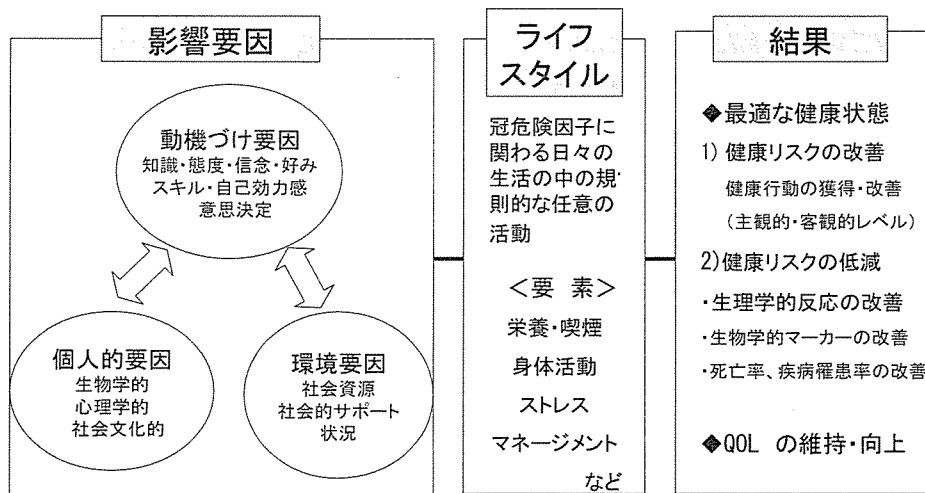 影響要因
動機づけ要因
知識・態度・信念・好み
スキル・自己効力感
意思決定
個人的要因
生物学的
心理学的
社会文化的
環境要因
社会資源
社会的サポート
状況
ライフ
スタイル
冠危険因子に
関わる日々の
生活の中の規
則的な任意の
活動
＜要 素＞
栄養・喫煙
身体活動
ストレス
マネージメント
など
結果
◆最適な健康状態
1) 健康リスクの改善
健康行動の獲得・改善
（主観的・客観的レベル）
2)健康リスクの低減
・生理学的反応の改善
・生物学的マーカーの改善
・死亡率、疾病罹患率の改善
◆QOL の維持・向上